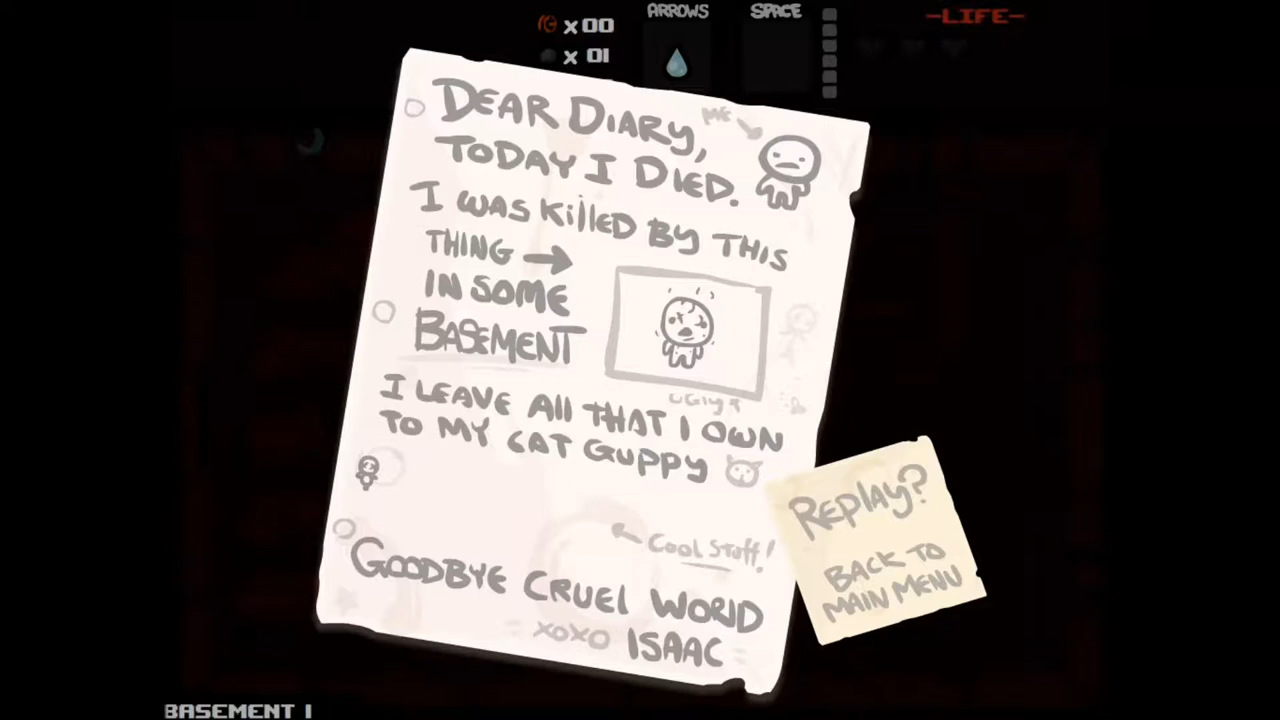 x00
x 01
ARROWS
SPACE
-LIFE-
DEAR DIARY,
ME
TODAY I DIED.
I WAS KILLED BY THIS
THING
IN SOME
BASEMENT
UGLY
I LEAVE ALL THAT I OWN
TO MY CAT GUPPY
COOL STUFF!
GOODBYE CRUEL WORLD
XOXO ISAAC
REPLAY?
BACK TO
MAIN MENU
BASEMENT I